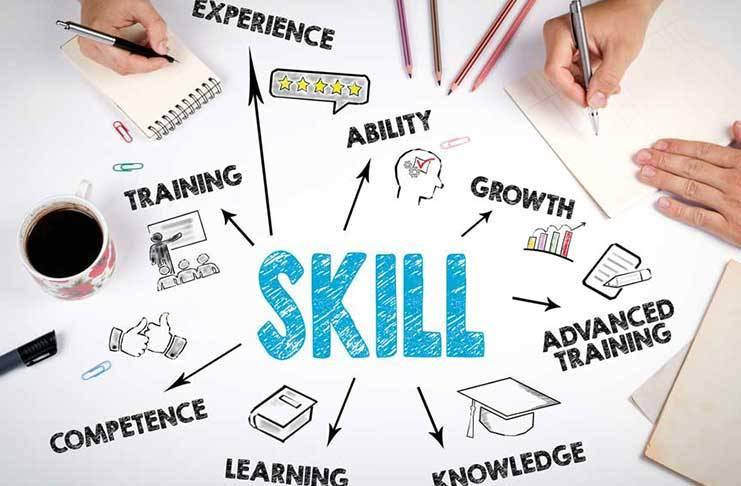 EXPERIENCE
ABILITY
TRAINING
GROWTH
SKILL
ADVANCED
TRAINING
COMPETENCE
LEARNING
KNOWLEDGE